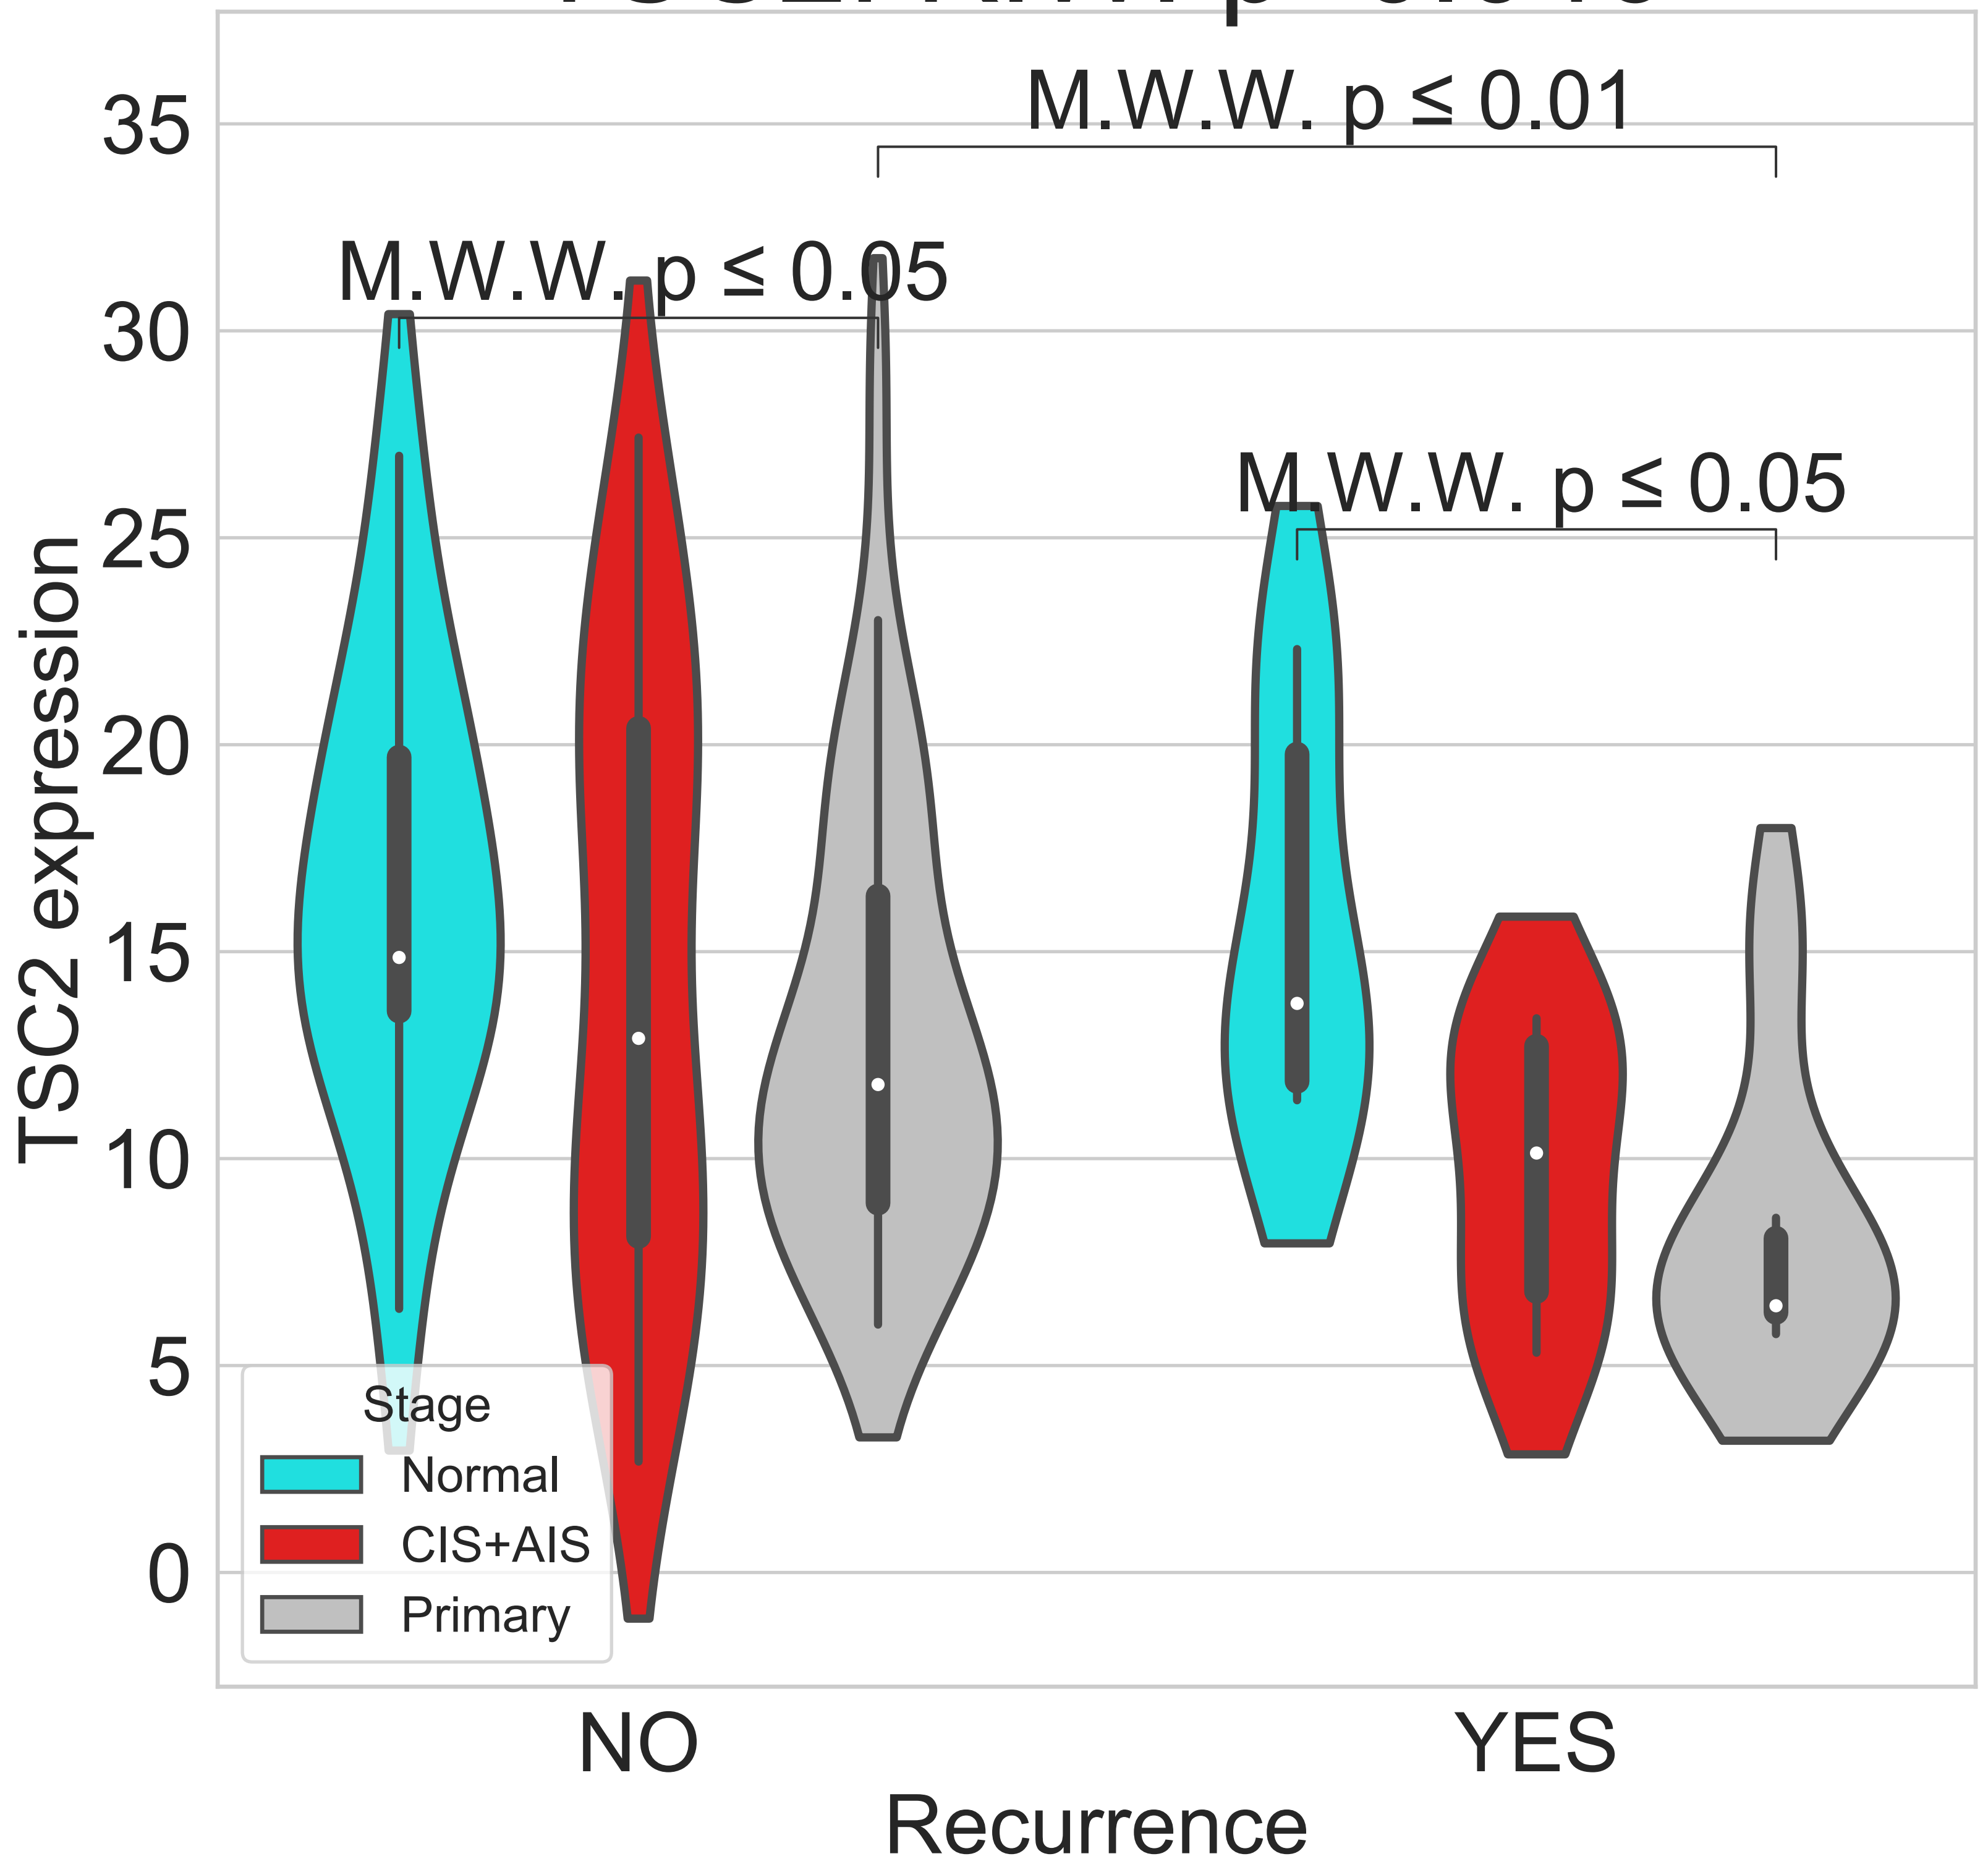 35
M.W.W. p ≤ 0.01
M.W.W. p ≤ 0.05
30
M.W.W. p ≤ 0.05
25
20
15
10
5
0
TSC2 expression
Stage
Normal
CIS+AIS
Primary
NO
YES
Recurrence